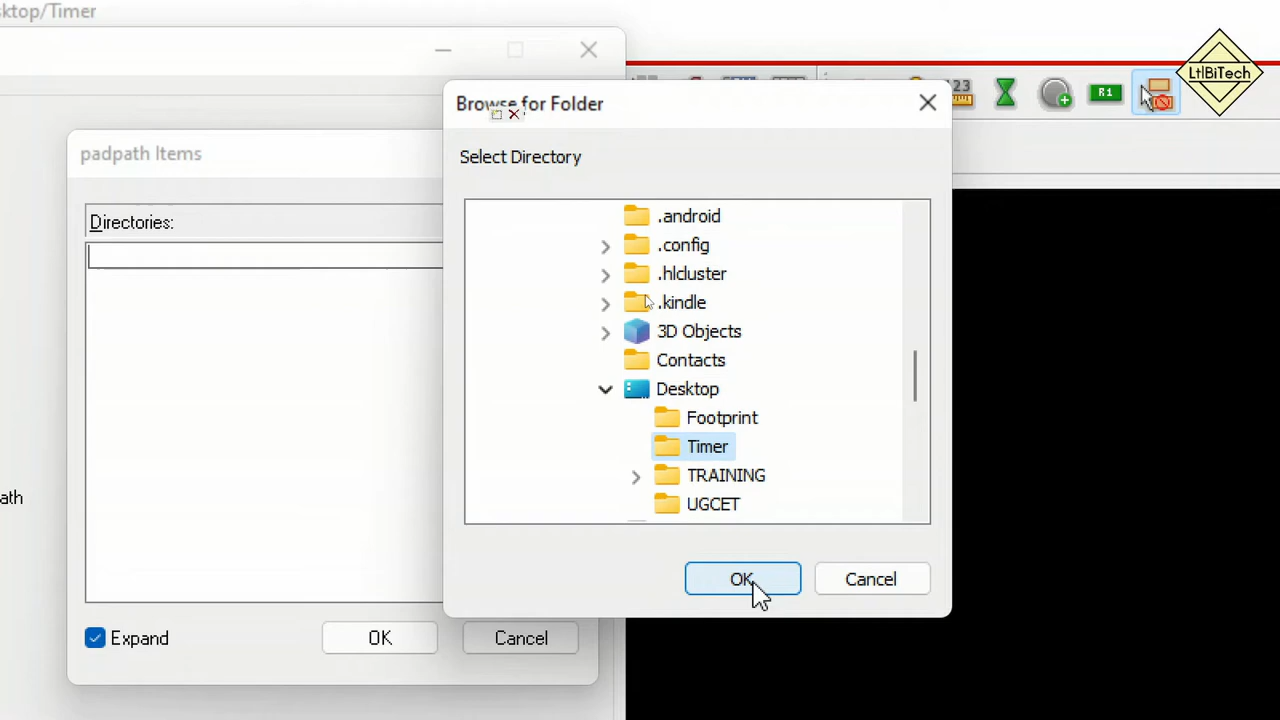 ktop/Timer
LtlBiTech
123
R1
Browse for Folder
Select Directory
padpath Items
Directories:
.android
.config
.hlcluster
.kindle
3D Objects
Contacts
Desktop
Footprint
Timer
TRAINING
UGCET
ath
OK
Cancel
Expand
OK
Cancel